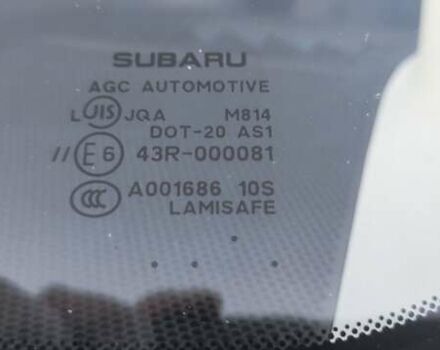 SUBARU
AGC AUTOMOTIVE
L JIS JQA M814
DOT-20 AS1
//E6 43R-000081
CCC A001686 10S
LAMISAFE